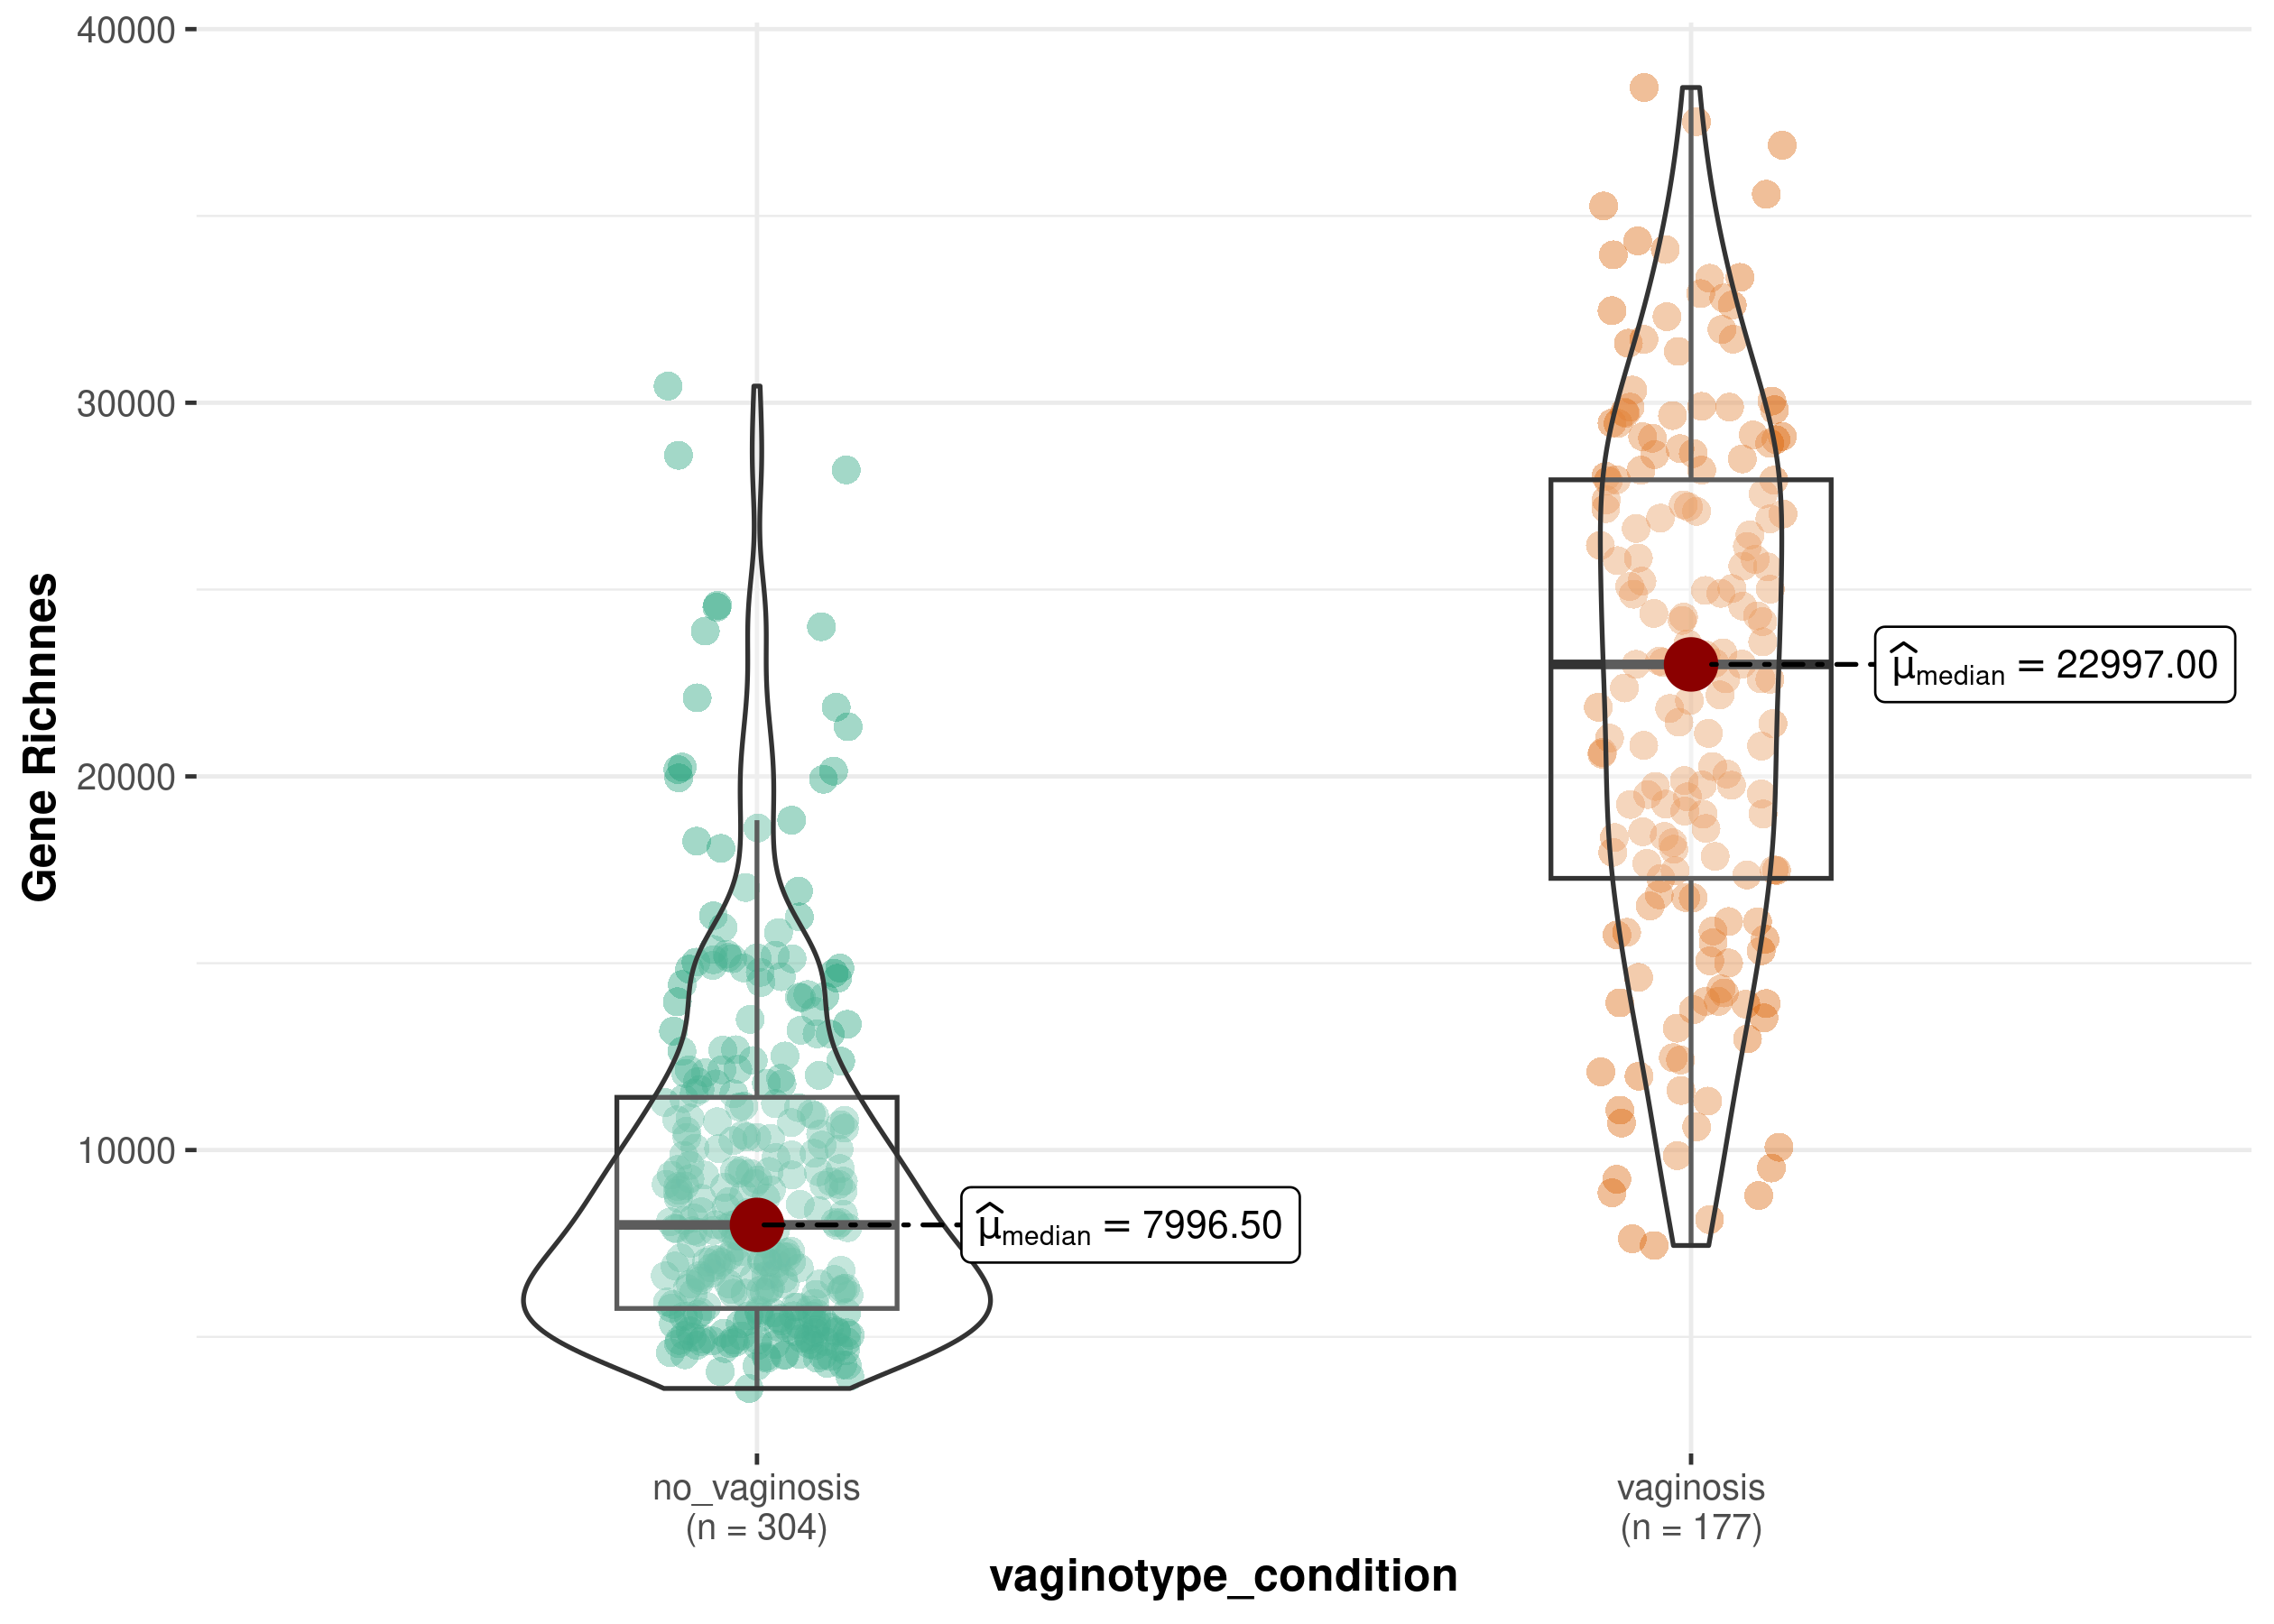 40000
30000
20000
10000
Gene Richnnes
μ̂median = 22997.00
μ̂median = 7996.50
no_vaginosis
(n = 304)
vaginosis
(n = 177)
vaginotype_condition